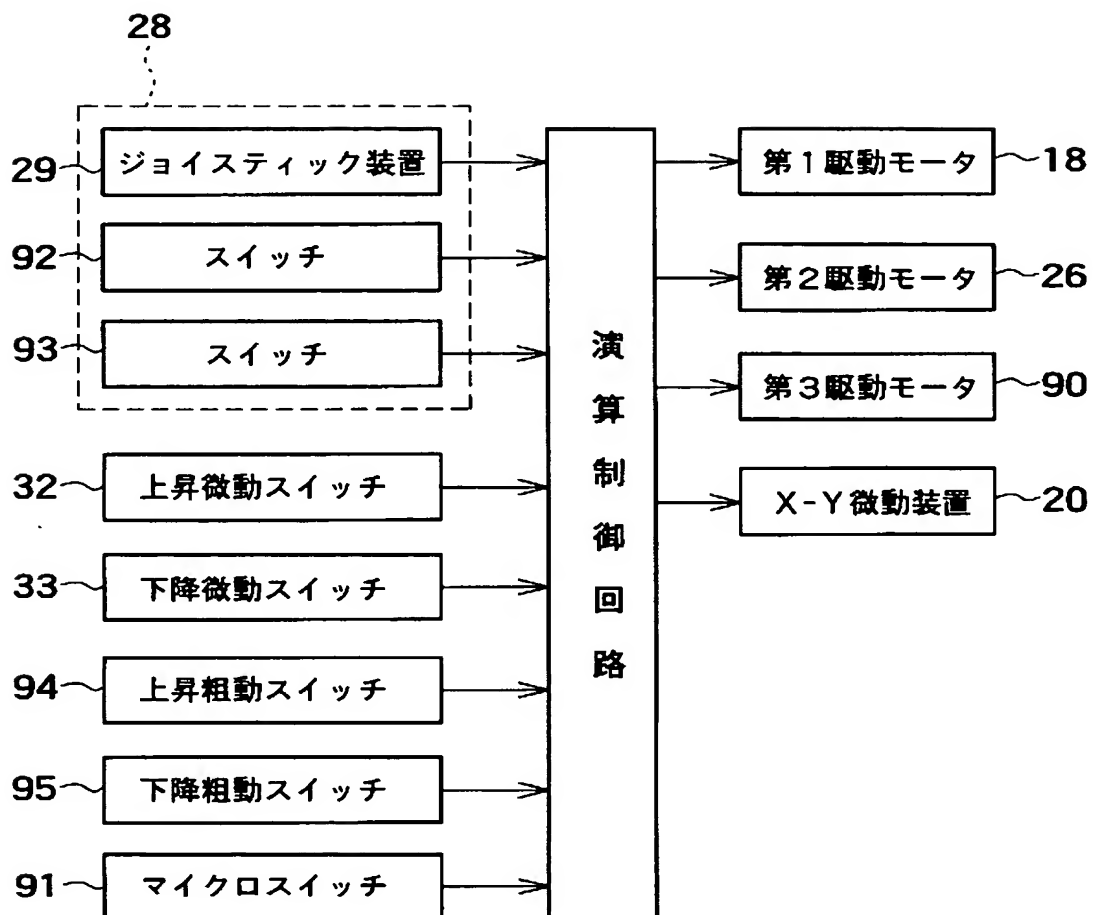 28
29 ジョイスティック装置
92 スイッチ
93 スイッチ
32 上昇微動スイッチ
33 下降微動スイッチ
94 上昇粗動スイッチ
95 下降粗動スイッチ
91 マイクロスイッチ
演算制御回路
第1駆動モータ 18
第2駆動モータ 26
第3駆動モータ 90
X-Y微動装置 20